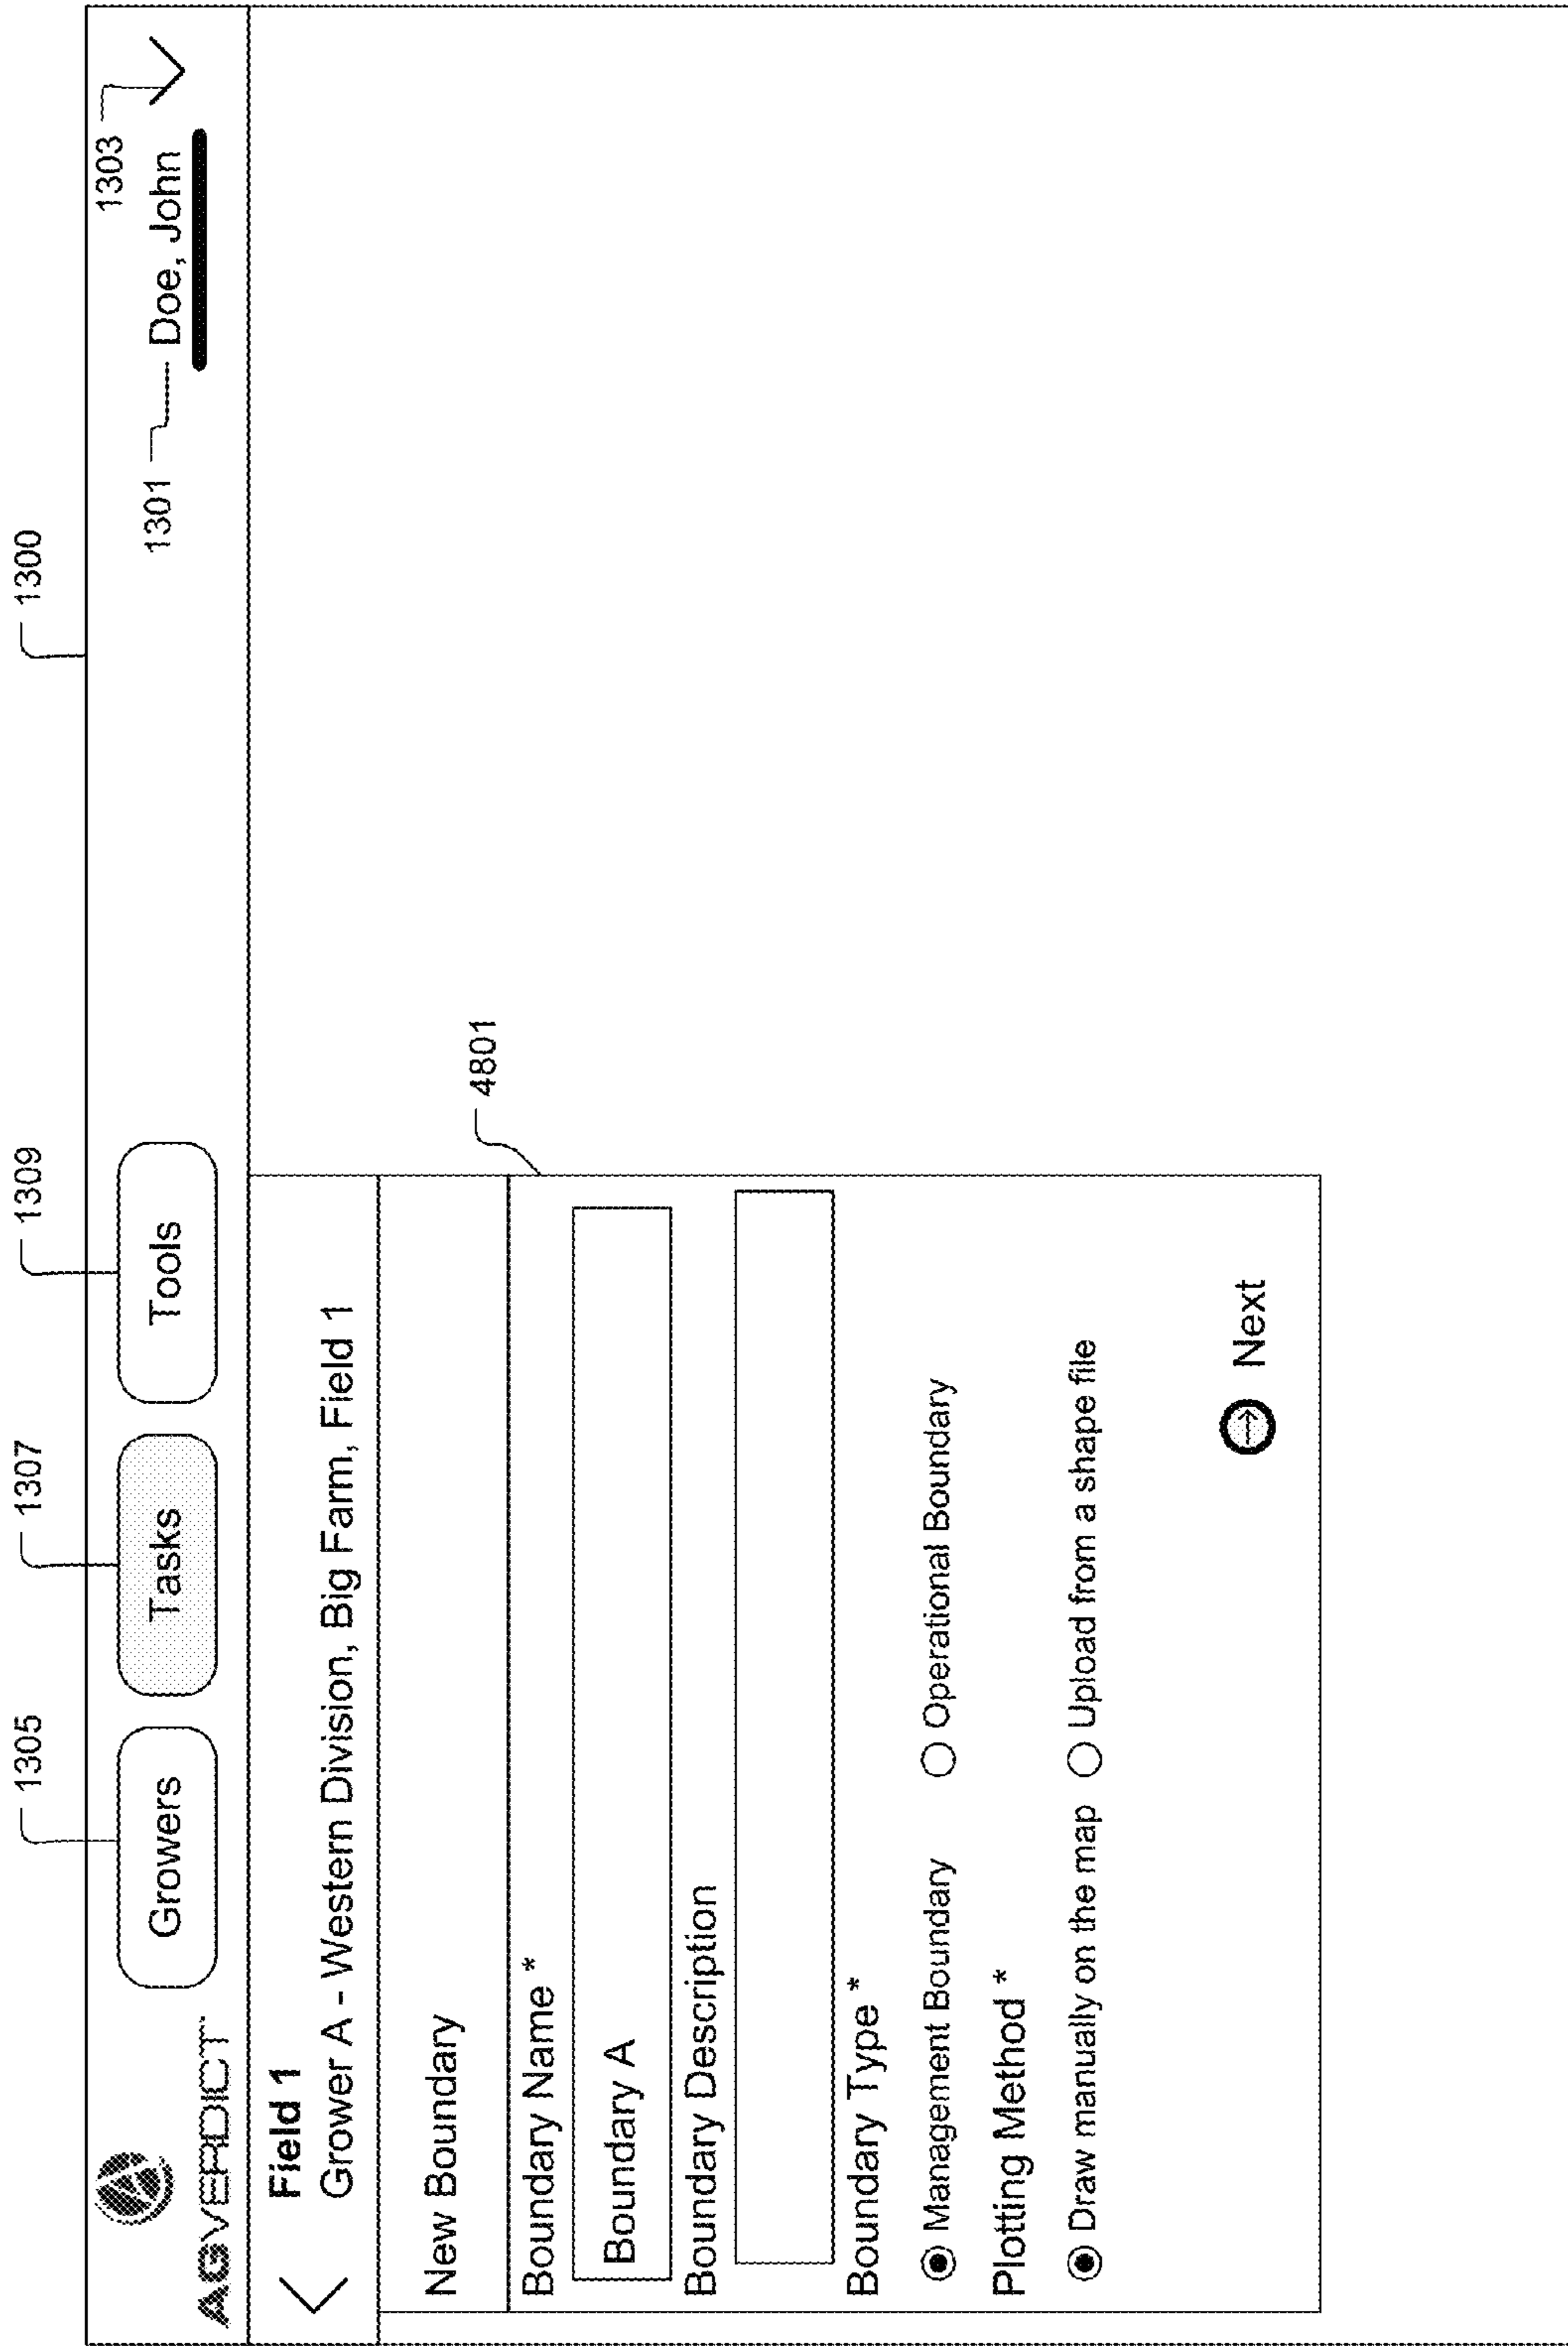 1300
1305
1307
1309
AGVERDICT
Growers
Tasks
Tools
1301
Doe, John
1303
Field 1
Grower A - Western Division, Big Farm, Field 1
New Boundary
4801
Boundary Name *
Boundary A
Boundary Description
Boundary Type *
Management Boundary
Operational Boundary
Plotting Method *
Draw manually on the map
Upload from a shape file
Next